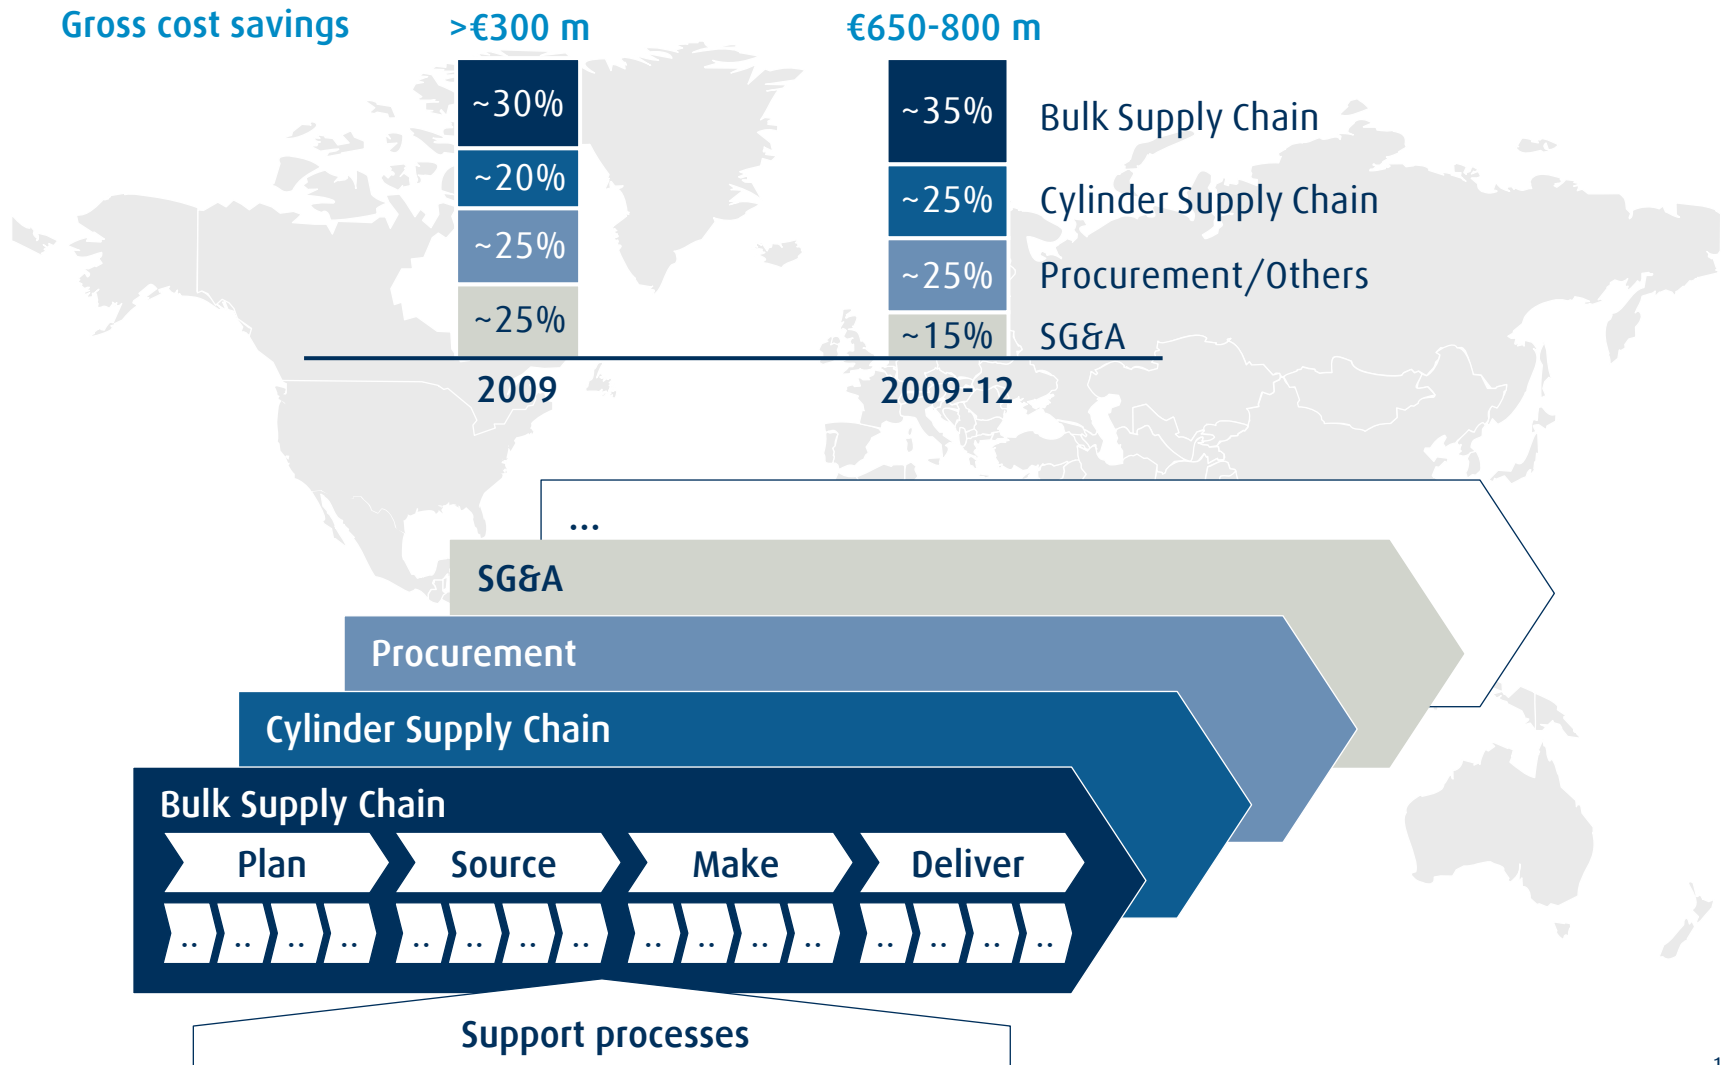 Gross cost savings >€300 m €650-800 m
~30% ~35% Bulk Supply Chain
~20% ~25% Cylinder Supply Chain
~25% ~25% Procurement/Others
~25% ~15% SG&A
2009 2009-12
...
SG&A
Procurement
Cylinder Supply Chain
Bulk Supply Chain
Plan Source Make Deliver
.. .. .. .. .. .. .. .. .. .. .. .. .. .. .. ..
Support processes
1